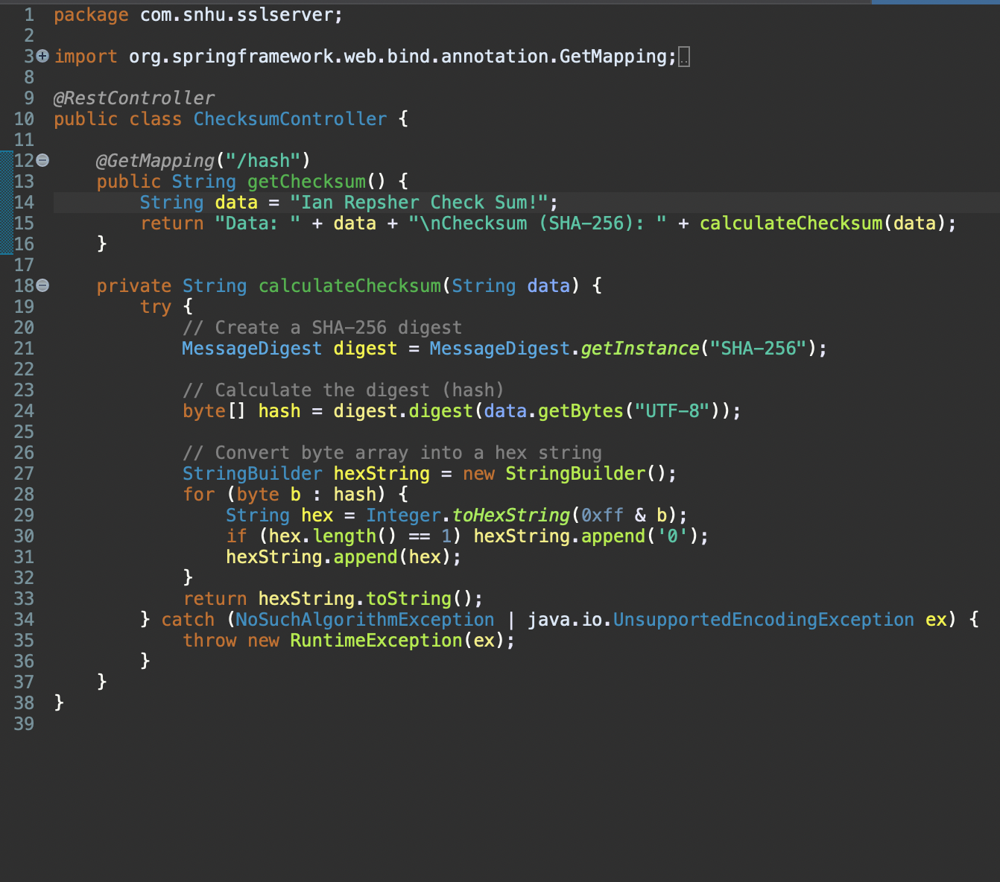 1 package com.snhu.sslserver;
2
3 import org.springframework.web.bind.annotation.GetMapping;
8
9 @RestController
10 public class ChecksumController {
11
12     @GetMapping("/hash")
13     public String getChecksum() {
14         String data = "Ian Repsher Check Sum!";
15         return "Data: " + data + "\nChecksum (SHA-256): " + calculateChecksum(data);
16     }
17
18     private String calculateChecksum(String data) {
19         try {
20             // Create a SHA-256 digest
21             MessageDigest digest = MessageDigest.getInstance("SHA-256");
22
23             // Calculate the digest (hash)
24             byte[] hash = digest.digest(data.getBytes("UTF-8"));
25
26             // Convert byte array into a hex string
27             StringBuilder hexString = new StringBuilder();
28             for (byte b : hash) {
29                 String hex = Integer.toHexString(0xff & b);
30                 if (hex.length() == 1) hexString.append('0');
31                 hexString.append(hex);
32             }
33             return hexString.toString();
34         } catch (NoSuchAlgorithmException | java.io.UnsupportedEncodingException ex) {
35             throw new RuntimeException(ex);
36         }
37     }
38 }
39